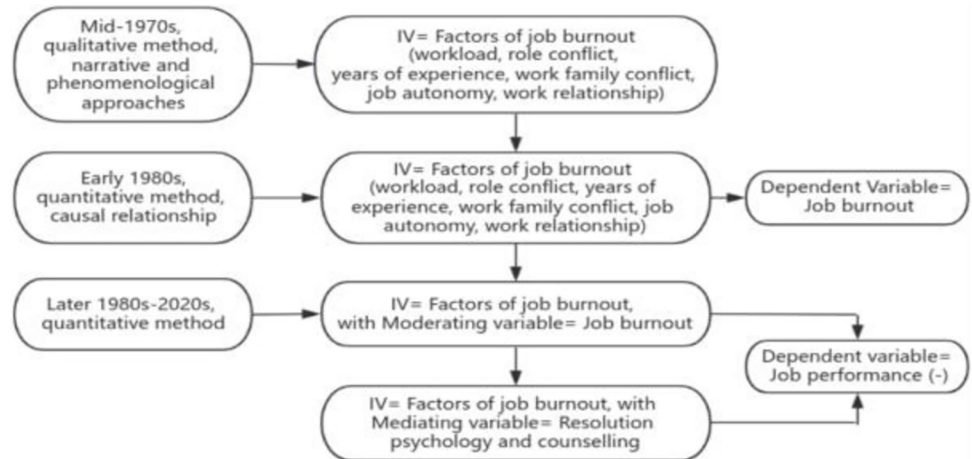 Mid-1970s,
qualitative method,
narrative and
phenomenological
approaches
IV= Factors of job burnout
(workload, role conflict,
years of experience, work family conflict,
job autonomy, work relationship)
Early 1980s,
quantitative method,
causal relationship
IV= Factors of job burnout
(workload, role conflict, years of
experience, work family conflict, job
autonomy, work relationship)
Dependent Variable=
Job burnout
Later 1980s-2020s,
quantitative method
IV= Factors of job burnout,
with Moderating variable= Job burnout
Dependent variable=
Job performance (-)
IV= Factors of job burnout, with
Mediating variable= Resolution
psychology and counselling